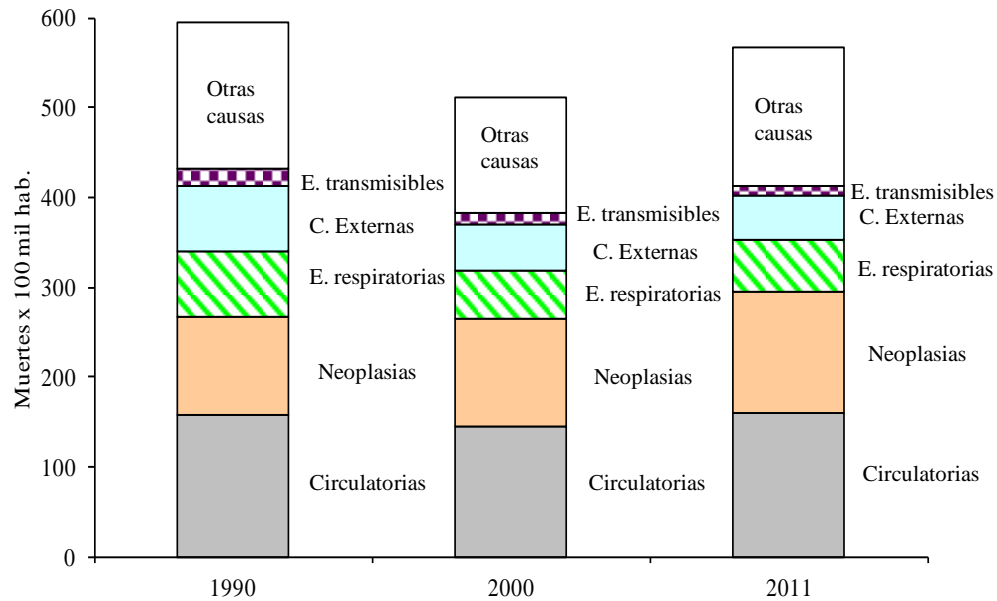 Muertes x 100 mil hab.
600
500
400
300
200
100
0
Otras
causas
E. transmisibles
C. Externas
E. respiratorias
Neoplasias
Circulatorias
Otras
causas
E. transmisibles
C. Externas
E. respiratorias
Neoplasias
Circulatorias
Otras
causas
E. transmisibles
C. Externas
E. respiratorias
Neoplasias
Circulatorias
1990
2000
2011